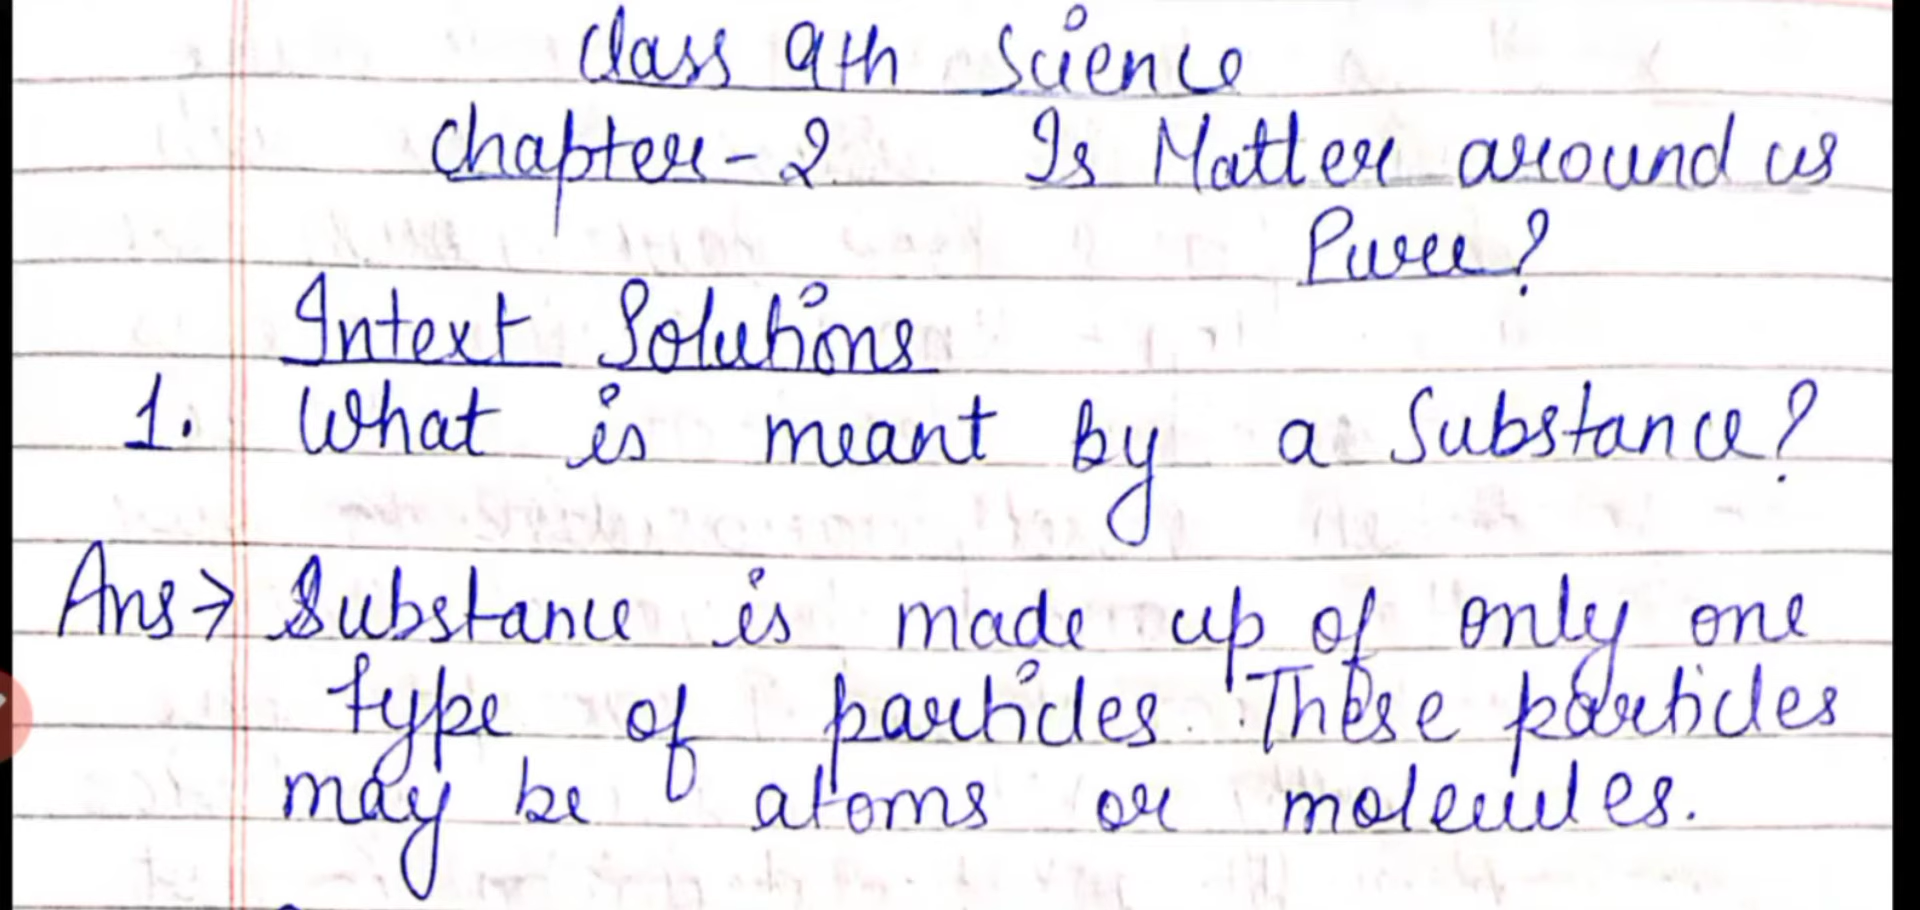 Class 9th Science
Chapter-2 Is Matter around us
Pure?
Intext Solutions
1. What is meant by a Substance?
Ans→ Substance is made up of only one
type of particles. These particles
may be atoms or molecules.